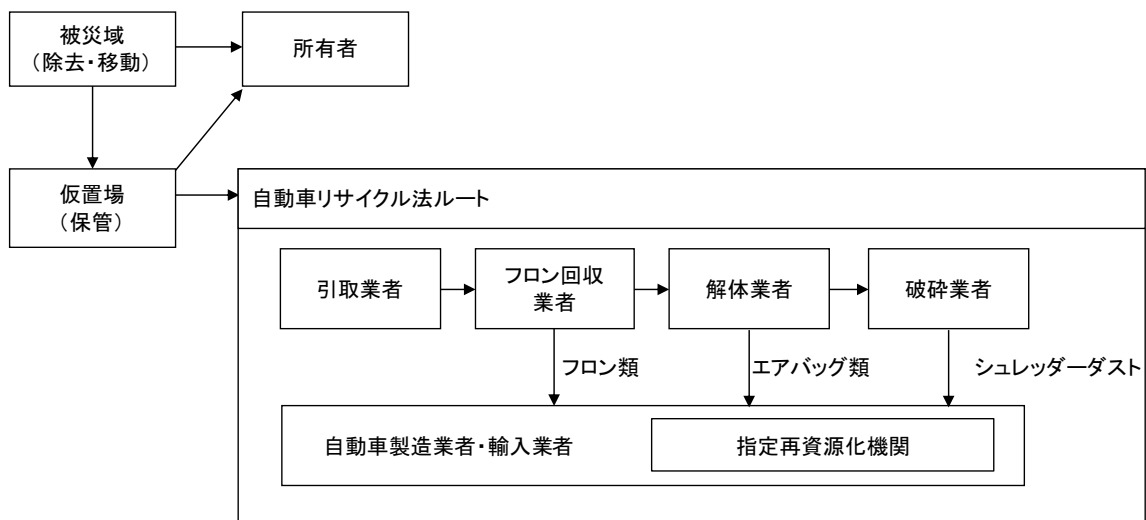 被災域
（除去・移動）
所有者
仮置場
（保管）
自動車リサイクル法ルート
引取業者
フロン回収
業者
解体業者
破砕業者
フロン類
エアバッグ類
シュレッダーダスト
自動車製造業者・輸入業者
指定再資源化機関